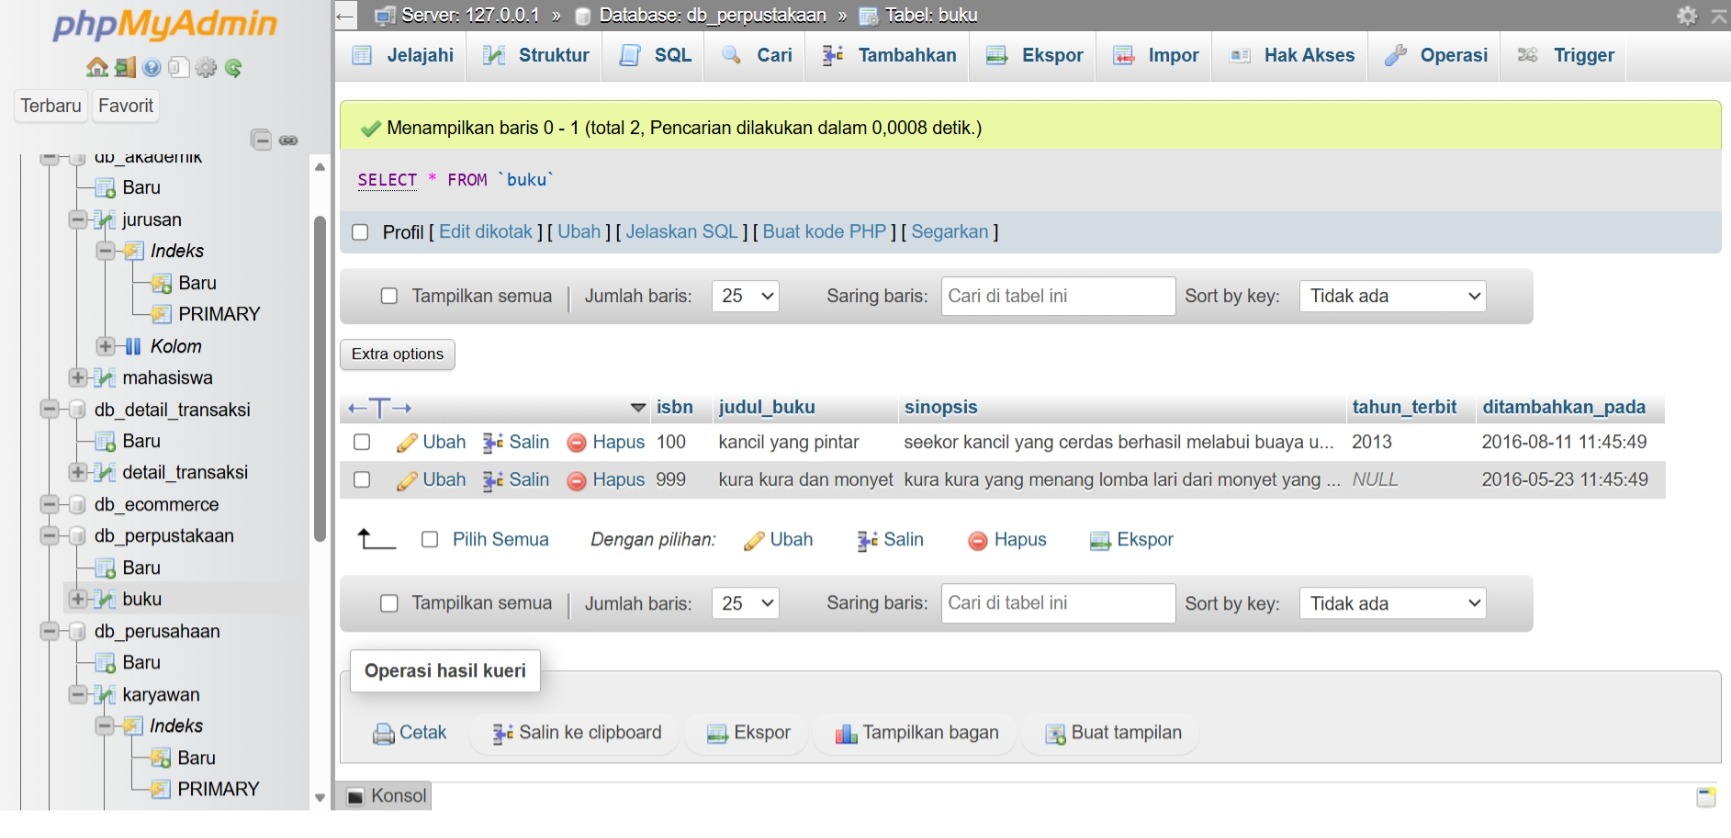 phpMyAdmin
Terbaru Favorit
db_akademik
Baru
jurusan
Indeks
Baru
PRIMARY
Kolom
mahasiswa
db_detail_transaksi
Baru
detail_transaksi
db_ecommerce
db_perpustakaan
Baru
buku
db_perusahaan
Baru
karyawan
Indeks
Baru
PRIMARY
Server: 127.0.0.1 » Database: db_perpustakaan » Tabel: buku
Jelajahi Struktur SQL Cari Tambahkan Ekspor Impor Hak Akses Operasi Trigger
Menampilkan baris 0 - 1 (total 2, Pencarian dilakukan dalam 0,0008 detik.)
SELECT * FROM `buku`
Profil [ Edit dikotak ] [ Ubah ] [ Jelaskan SQL ] [ Buat kode PHP ] [ Segarkan ]
Tampilkan semua | Jumlah baris: 25 Saring baris: Cari di tabel ini Sort by key: Tidak ada
Extra options
←T→ isbn judul_buku sinopsis tahun_terbit ditambahkan_pada
Ubah Salin Hapus 100 kancil yang pintar seekor kancil yang cerdas berhasil melabui buaya u... 2013 2016-08-11 11:45:49
Ubah Salin Hapus 999 kura kura dan monyet kura kura yang menang lomba lari dari monyet yang ... NULL 2016-05-23 11:45:49
Pilih Semua Dengan pilihan: Ubah Salin Hapus Ekspor
Tampilkan semua | Jumlah baris: 25 Saring baris: Cari di tabel ini Sort by key: Tidak ada
Operasi hasil kueri
Cetak Salin ke clipboard Ekspor Tampilkan bagan Buat tampilan
Konsol